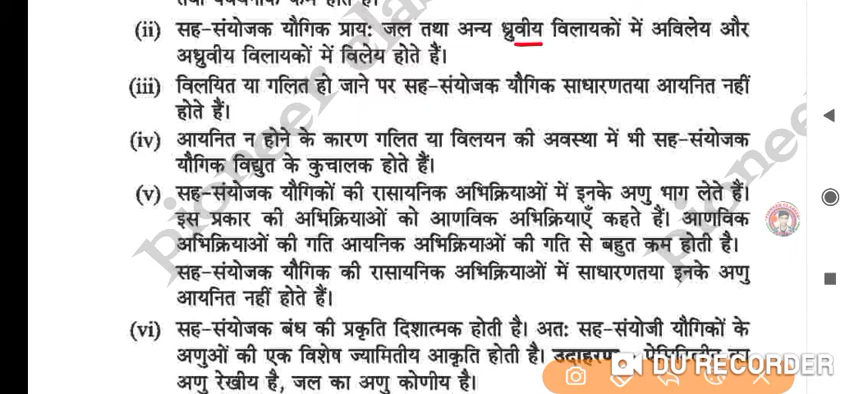 (ii) सह-संयोजक यौगिक प्राय: जल तथा अन्य ध्रुवीय विलायकों में अविलेय और
अध्रुवीय विलायकों में विलेय होते हैं।
(iii) विलयित या गलित हो जाने पर सह-संयोजक यौगिक साधारणतया आयनित नहीं
होते हैं।
(iv) आयनित न होने के कारण गलित या विलयन की अवस्था में भी सह-संयोजक
यौगिक विद्युत के कुचालक होते हैं।
(v) सह-संयोजक यौगिकों की रासायनिक अभिक्रियाओं में इनके अणु भाग लेते हैं।
इस प्रकार की अभिक्रियाओं को आणविक अभिक्रियाएँ कहते हैं। आणविक
अभिक्रियाओं की गति आयनिक अभिक्रियाओं की गति से बहुत कम होती है।
सह-संयोजक यौगिक की रासायनिक अभिक्रियाओं में साधारणतया इनके अणु
आयनित नहीं होते हैं।
(vi) सह-संयोजक बंध की प्रकृति दिशात्मक होती है। अत: सह-संयोजी यौगिकों के
अणुओं की एक विशेष ज्यामितीय आकृति होती है। उदाहरण
अणु रेखीय है, जल का अणु कोणीय है।
DU RECORDER
pioneer
pioneer